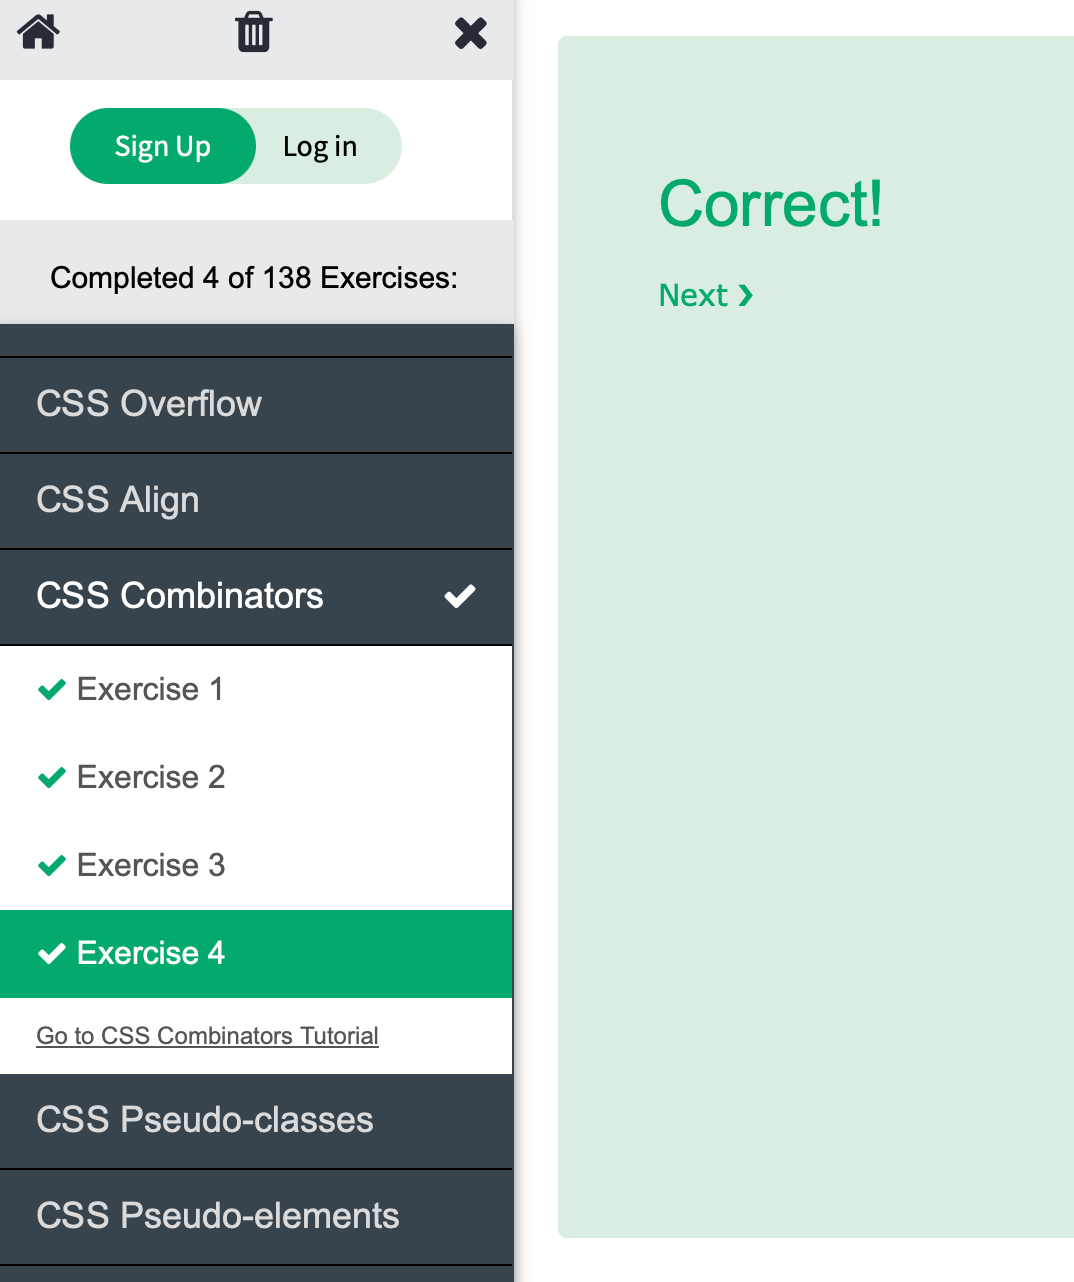 Sign Up
Log in
Completed 4 of 138 Exercises:
CSS Overflow
CSS Align
CSS Combinators
Exercise 1
Exercise 2
Exercise 3
Exercise 4
Go to CSS Combinators Tutorial
CSS Pseudo-classes
CSS Pseudo-elements
Correct!
Next ❯